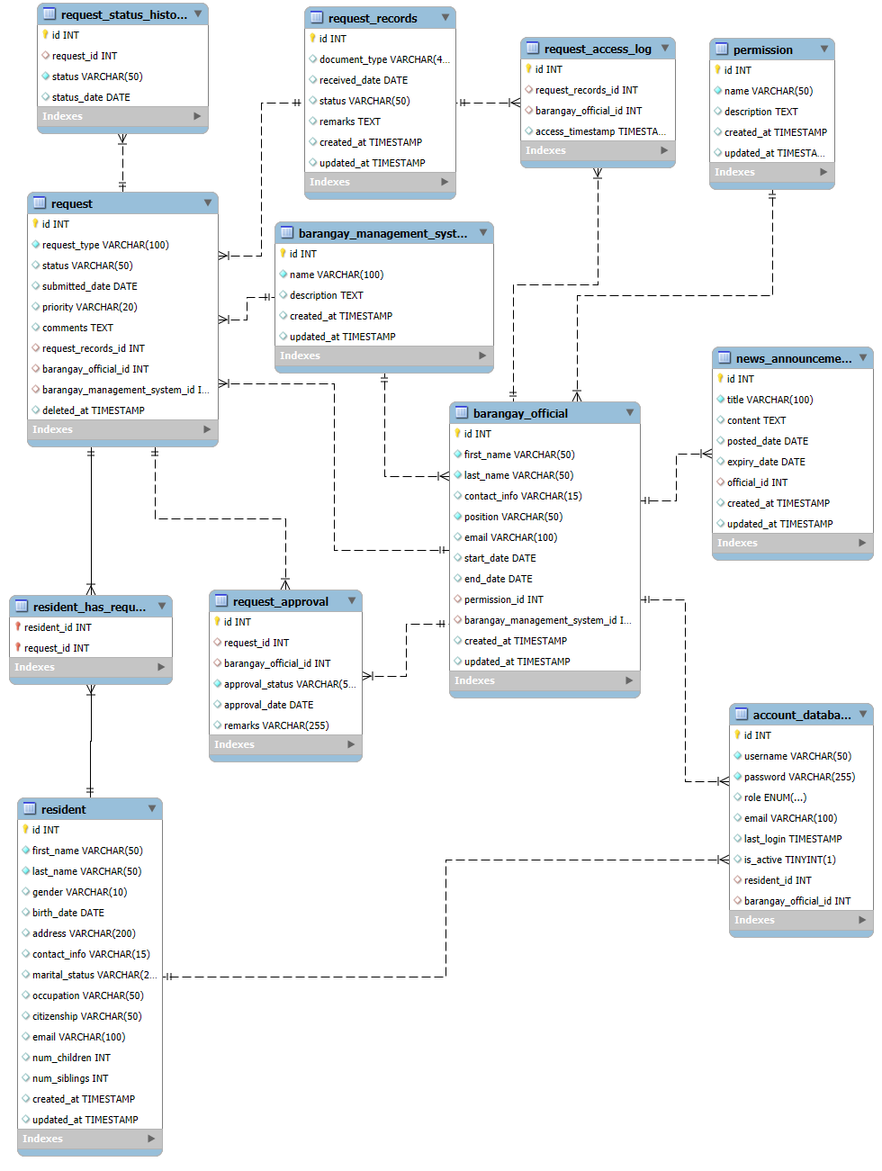 request_status_histo...
id INT
request_id INT
status VARCHAR(50)
status_date DATE
Indexes
request_records
id INT
document_type VARCHAR(4...
received_date DATE
status VARCHAR(50)
remarks TEXT
created_at TIMESTAMP
updated_at TIMESTAMP
Indexes
request_access_log
id INT
request_records_id INT
barangay_official_id INT
access_timestamp TIMESTA...
Indexes
permission
id INT
name VARCHAR(50)
description TEXT
created_at TIMESTAMP
updated_at TIMESTA...
Indexes
request
id INT
request_type VARCHAR(100)
status VARCHAR(50)
submitted_date DATE
priority VARCHAR(20)
comments TEXT
request_records_id INT
barangay_official_id INT
barangay_management_system_id I...
deleted_at TIMESTAMP
Indexes
barangay_management_syst...
id INT
name VARCHAR(100)
description TEXT
created_at TIMESTAMP
updated_at TIMESTAMP
Indexes
barangay_official
id INT
first_name VARCHAR(50)
last_name VARCHAR(50)
contact_info VARCHAR(15)
position VARCHAR(50)
email VARCHAR(100)
start_date DATE
end_date DATE
permission_id INT
barangay_management_system_id I...
created_at TIMESTAMP
updated_at TIMESTAMP
Indexes
news_announceme...
id INT
title VARCHAR(100)
content TEXT
posted_date DATE
expiry_date DATE
official_id INT
created_at TIMESTAMP
updated_at TIMESTAMP
Indexes
resident_has_requ...
resident_id INT
request_id INT
Indexes
request_approval
id INT
request_id INT
barangay_official_id INT
approval_status VARCHAR(5...
approval_date DATE
remarks VARCHAR(255)
Indexes
account_databa...
id INT
username VARCHAR(50)
password VARCHAR(255)
role ENUM(...)
email VARCHAR(100)
last_login TIMESTAMP
is_active TINYINT(1)
resident_id INT
barangay_official_id INT
Indexes
resident
id INT
first_name VARCHAR(50)
last_name VARCHAR(50)
gender VARCHAR(10)
birth_date DATE
address VARCHAR(200)
contact_info VARCHAR(15)
marital_status VARCHAR(2...
occupation VARCHAR(50)
citizenship VARCHAR(50)
email VARCHAR(100)
num_children INT
num_siblings INT
created_at TIMESTAMP
updated_at TIMESTAMP
Indexes